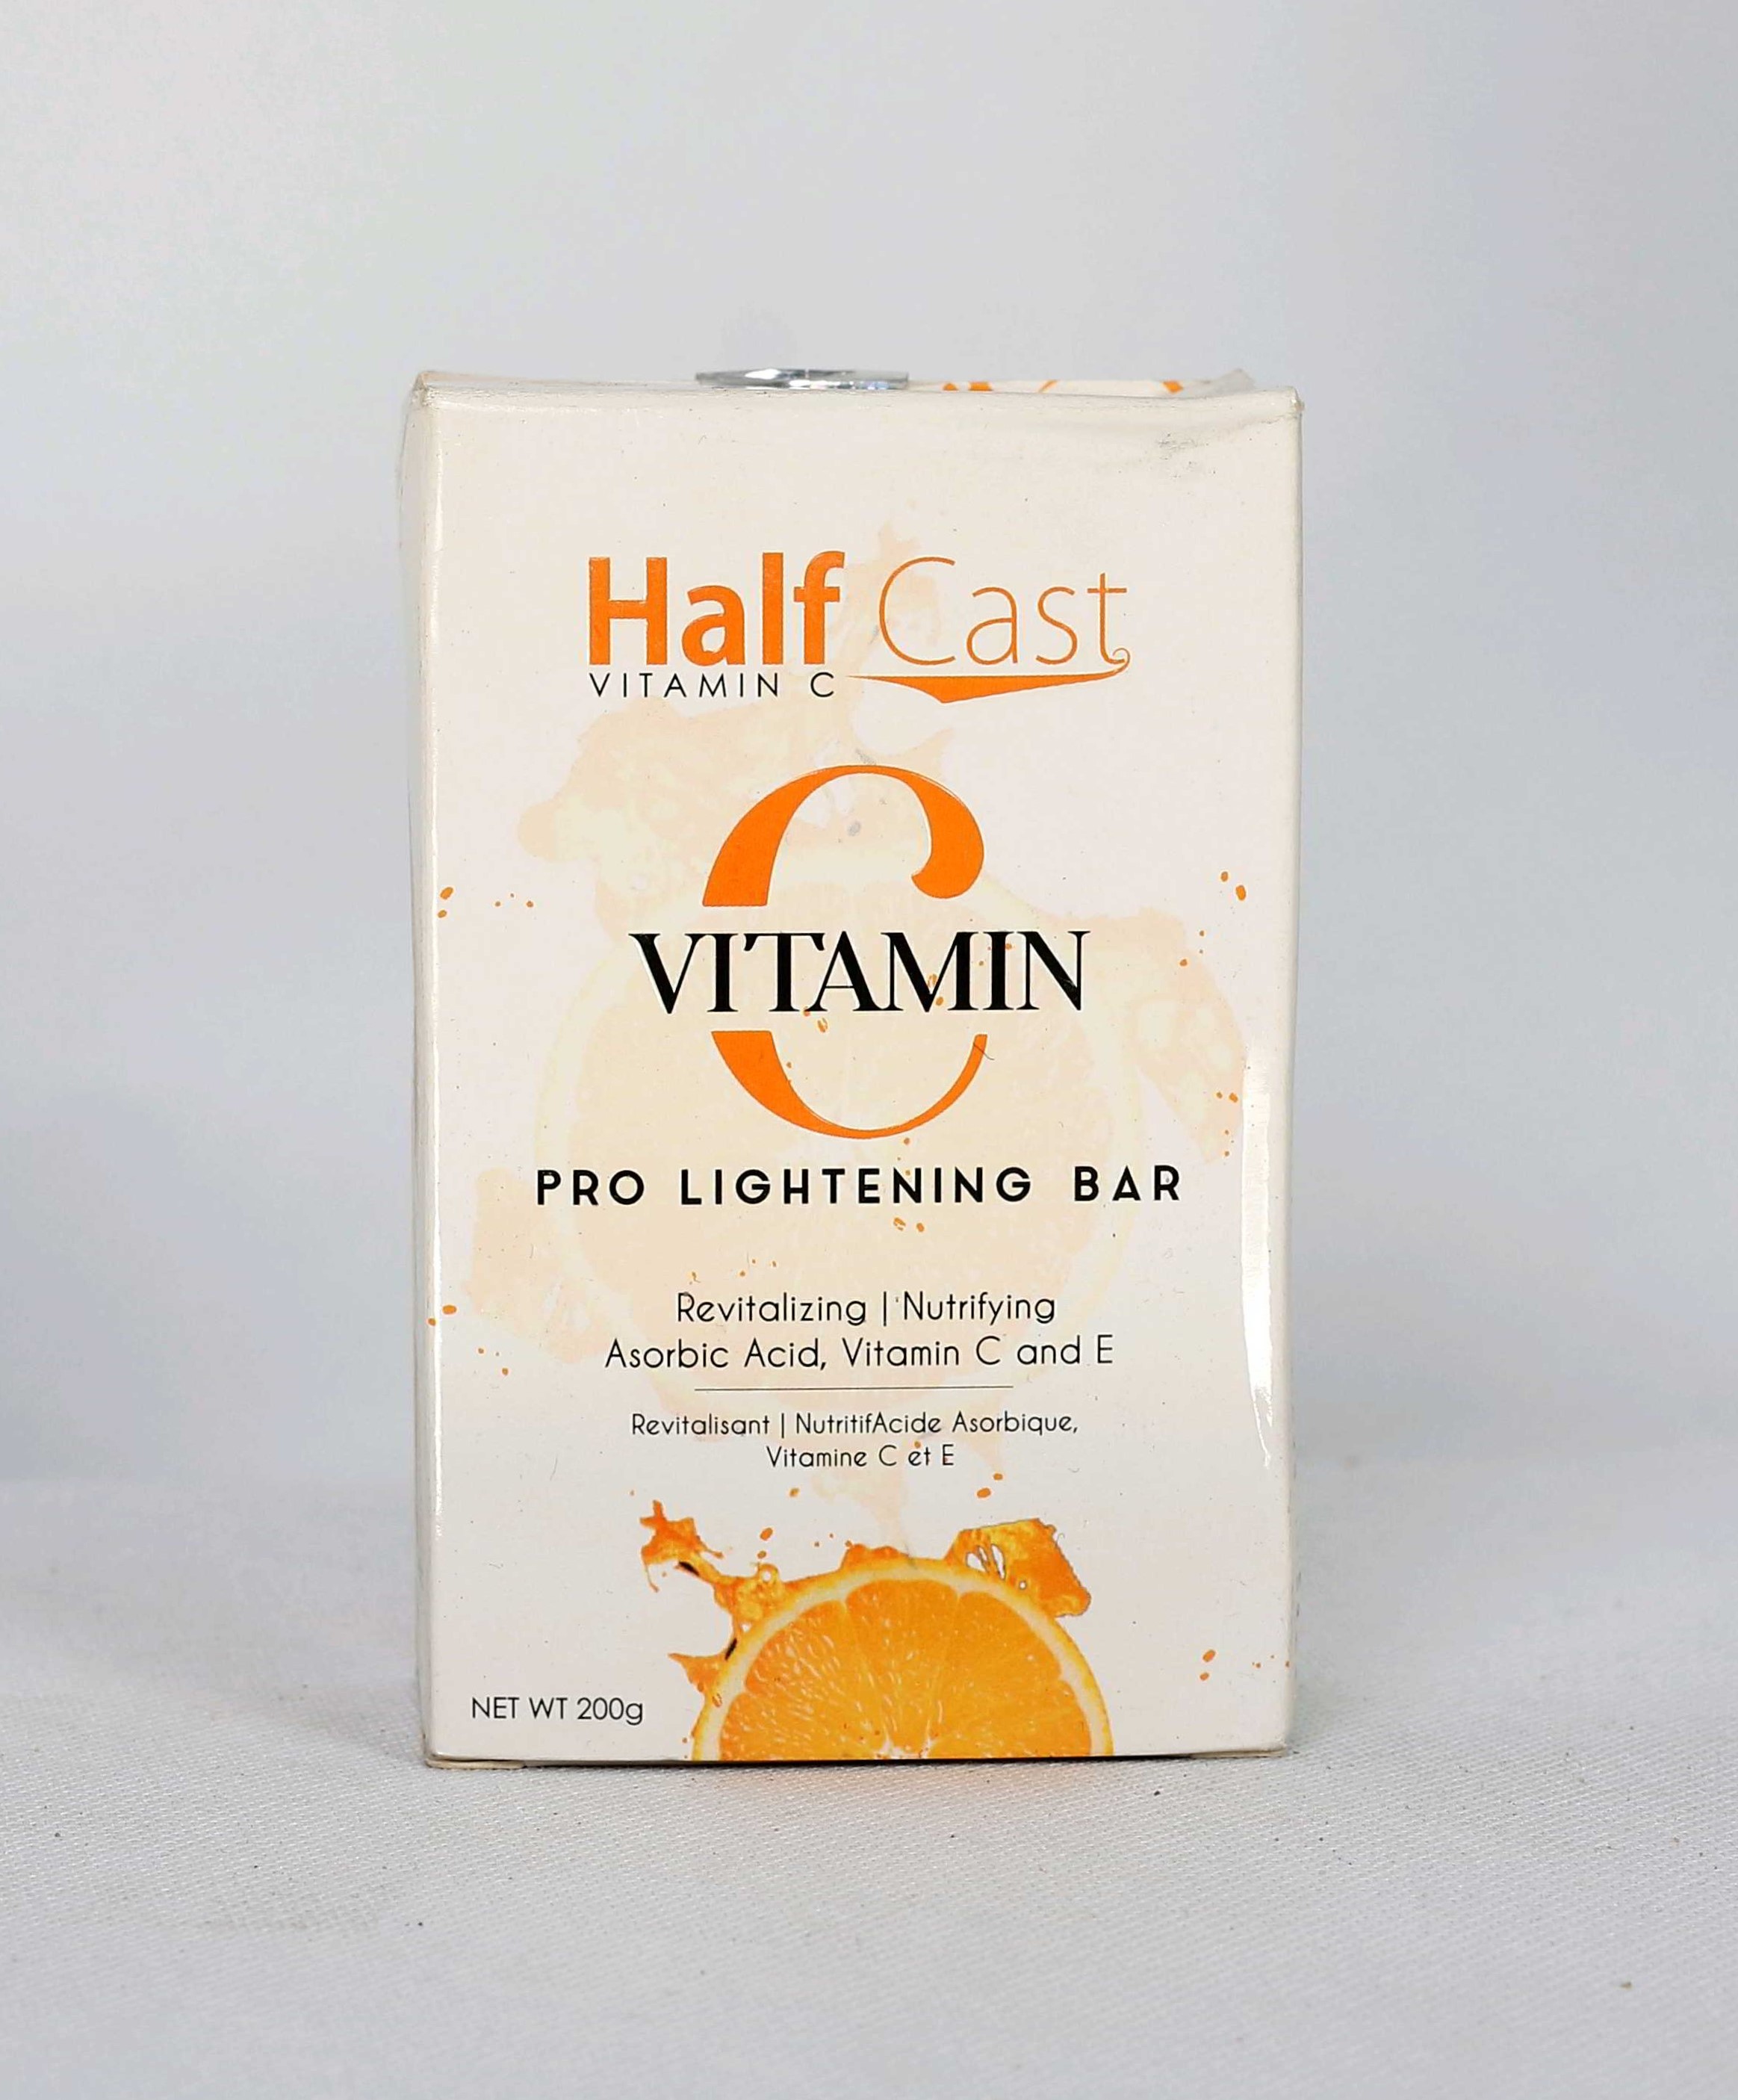 Half Cast
VITAMIN C
C
VITAMIN
PRO LIGHTENING BAR
Revitalizing | Nutrifying
Asorbic Acid, Vitamin C and E
Revitalisant | NutritifAcide Asorbique,
Vitamine C et E
NET WT 200g